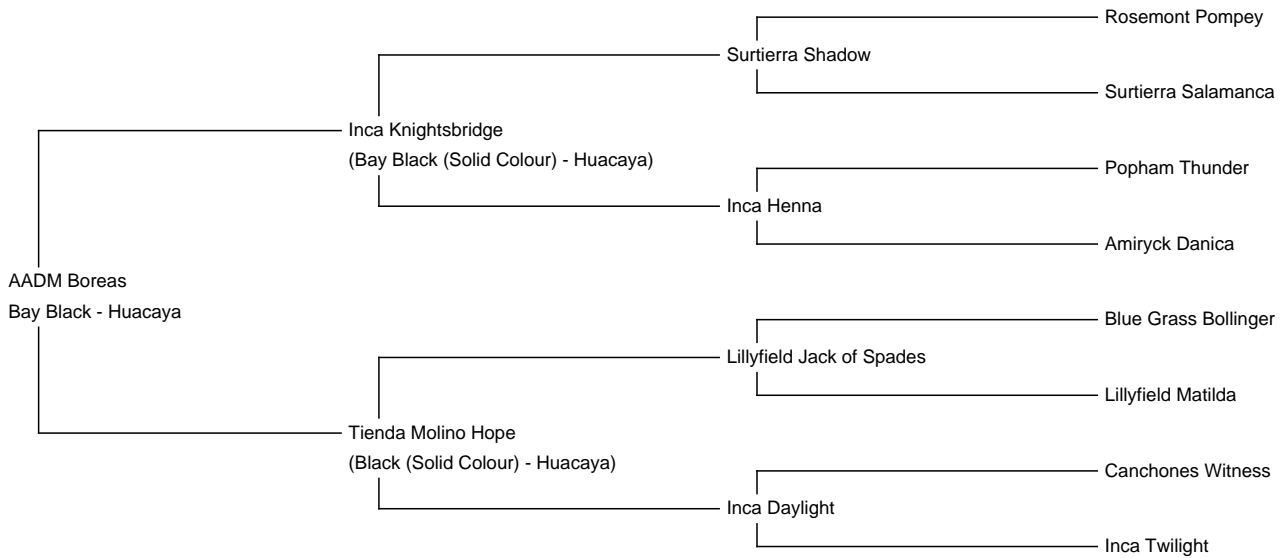 Rosemont Pompey
Surtierra Shadow
Surtierra Salamanca
Inca Knightsbridge
(Bay Black (Solid Colour) - Huacaya)
Popham Thunder
Inca Henna
Amiryck Danica
AADM Boreas
Bay Black - Huacaya
Blue Grass Bollinger
Lillyfield Jack of Spades
Lillyfield Matilda
Tienda Molino Hope
(Black (Solid Colour) - Huacaya)
Canchones Witness
Inca Daylight
Inca Twilight